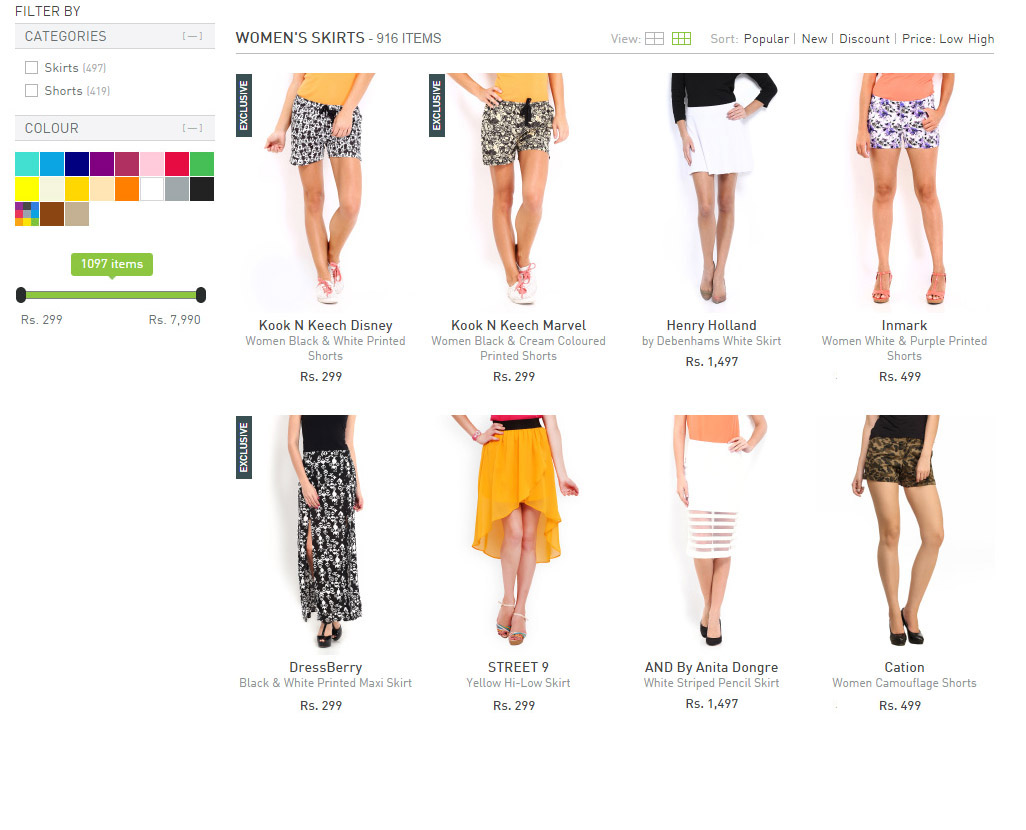 FILTER BY
CATEGORIES [—]
Skirts (497)
Shorts (419)
COLOUR [—]
1097 items
Rs. 299 Rs. 7,990
WOMEN'S SKIRTS - 916 ITEMS
View: Sort: Popular | New | Discount | Price: Low High
EXCLUSIVE
EXCLUSIVE
Kook N Keech Disney
Women Black & White Printed
Shorts
Rs. 299
Kook N Keech Marvel
Women Black & Cream Coloured
Printed Shorts
Rs. 299
Henry Holland
by Debenhams White Skirt
Rs. 1,497
Inmark
Women White & Purple Printed
Shorts
Rs. 499
EXCLUSIVE
DressBerry
Black & White Printed Maxi Skirt
Rs. 299
STREET 9
Yellow Hi-Low Skirt
Rs. 299
AND By Anita Dongre
White Striped Pencil Skirt
Rs. 1,497
Cation
Women Camouflage Shorts
Rs. 499